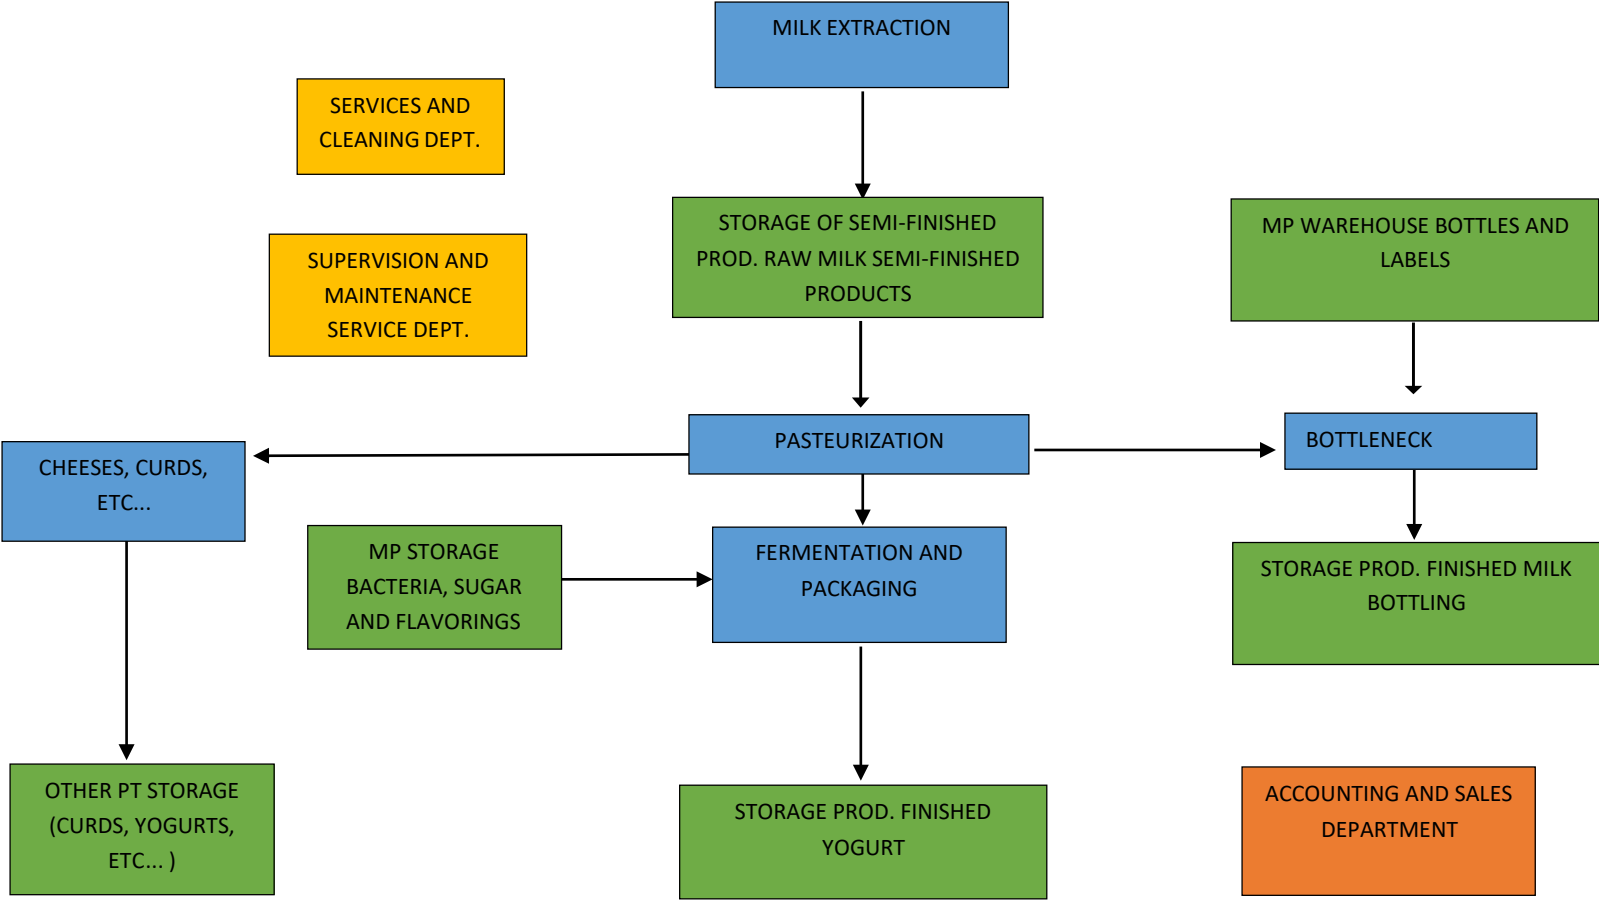 MILK EXTRACTION
SERVICES AND
CLEANING DEPT.
STORAGE OF SEMI-FINISHED
PROD. RAW MILK SEMI-FINISHED
PRODUCTS
MP WAREHOUSE BOTTLES AND
LABELS
SUPERVISION AND
MAINTENANCE
SERVICE DEPT.
PASTEURIZATION
BOTTLENECK
CHEESES, CURDS,
ETC...
MP STORAGE
BACTERIA, SUGAR
AND FLAVORINGS
FERMENTATION AND
PACKAGING
STORAGE PROD. FINISHED MILK
BOTTLING
OTHER PT STORAGE
(CURDS, YOGURTS,
ETC... )
STORAGE PROD. FINISHED
YOGURT
ACCOUNTING AND SALES
DEPARTMENT